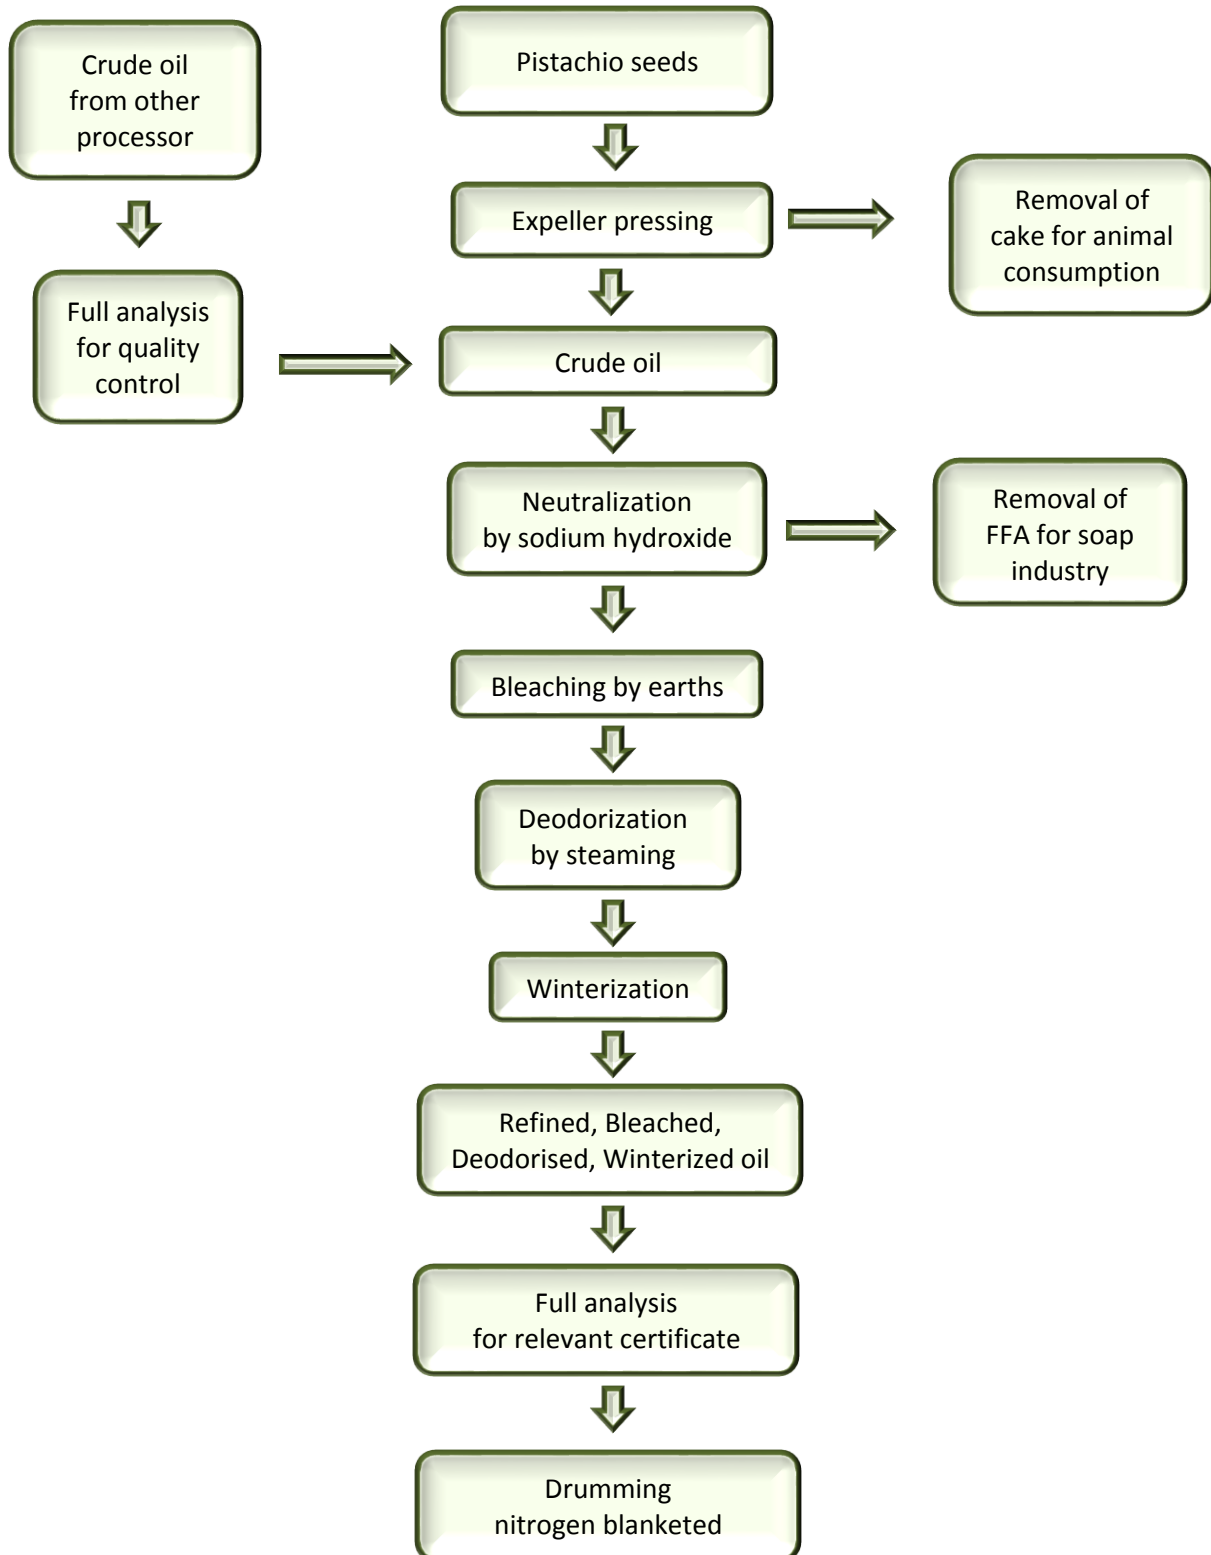 Crude oil
from other
processor
Pistachio seeds
Expeller pressing
Removal of
cake for animal
consumption
Full analysis
for quality
control
Crude oil
Neutralization
by sodium hydroxide
Removal of
FFA for soap
industry
Bleaching by earths
Deodorization
by steaming
Winterization
Refined, Bleached,
Deodorised, Winterized oil
Full analysis
for relevant certificate
Drumming
nitrogen blanketed